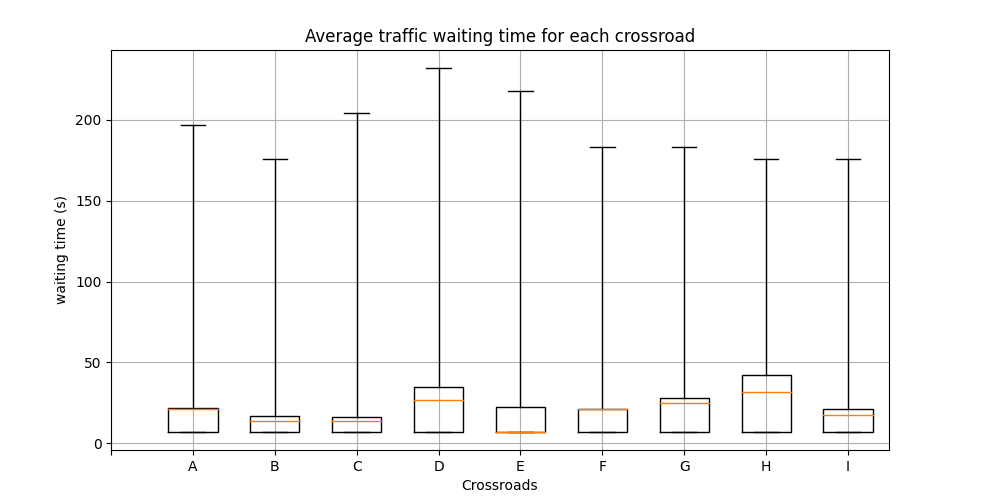 Average traffic waiting time for each crossroad
waiting time (s)
200
150
100
50
0
A B C D E F G H I
Crossroads